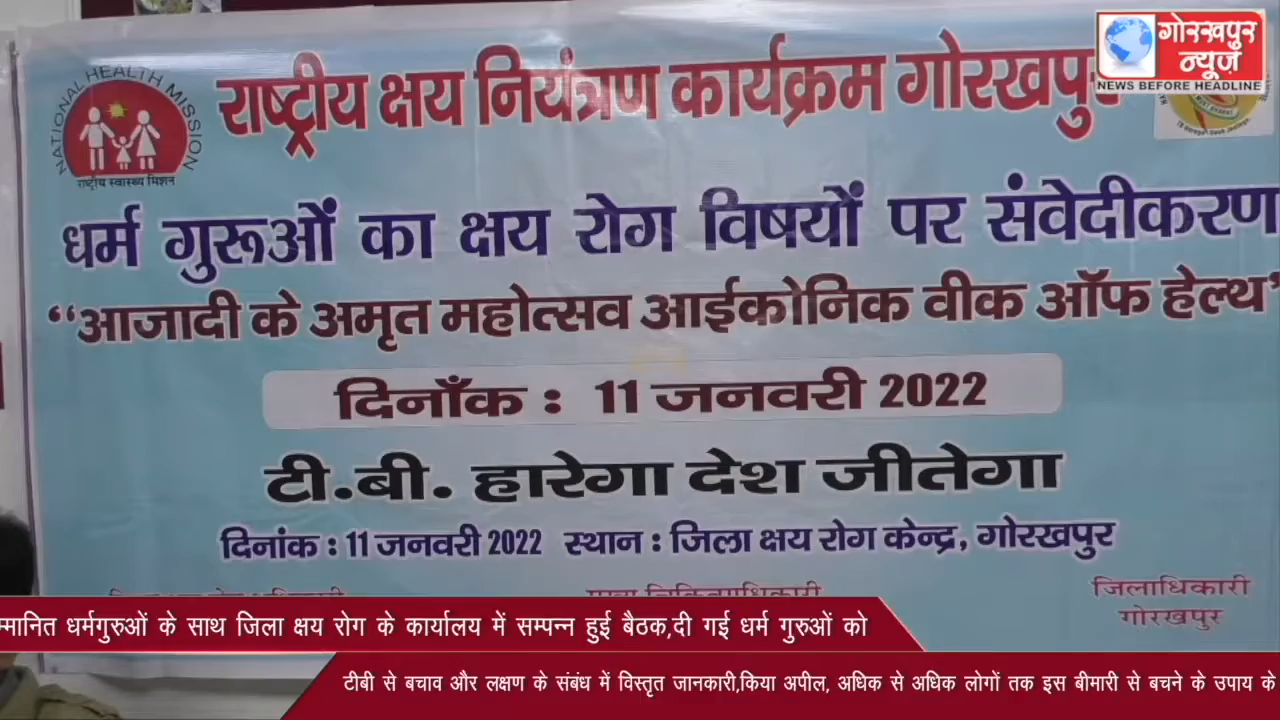 गोरखपुर
न्यूज़
NEWS BEFORE HEADLINE
NATIONAL HEALTH MISSION
राष्ट्रीय स्वास्थ्य मिशन
राष्ट्रीय क्षय नियंत्रण कार्यक्रम गोरखपुर
धर्म गुरूओं का क्षय रोग विषयों पर संवेदीकरण
“आजादी के अमृत महोत्सव आईकोनिक वीक ऑफ हेल्थ”
दिनाँक : 11 जनवरी 2022
टी.बी. हारेगा देश जीतेगा
दिनांक : 11 जनवरी 2022 स्थान : जिला क्षय रोग केन्द्र, गोरखपुर
जिलाधिकारी
गोरखपुर
म्मानित धर्मगुरुओं के साथ जिला क्षय रोग के कार्यालय में सम्पन्न हुई बैठक,दी गई धर्म गुरुओं को
टीबी से बचाव और लक्षण के संबंध में विस्तृत जानकारी,किया अपील, अधिक से अधिक लोगों तक इस बीमारी से बचने के उपाय के